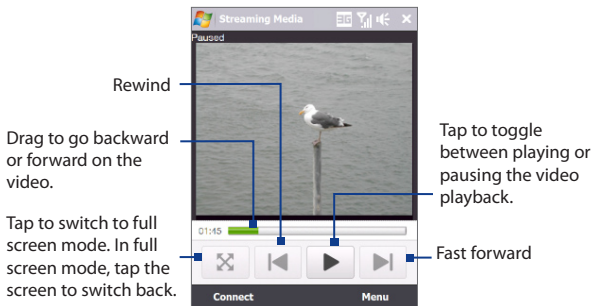 Streaming Media
3G
Paused
Rewind
Drag to go backward
or forward on the
video.
Tap to switch to full
screen mode. In full
screen mode, tap the
screen to switch back.
Tap to toggle
between playing or
pausing the video
playback.
Fast forward
01:45
Connect
Menu